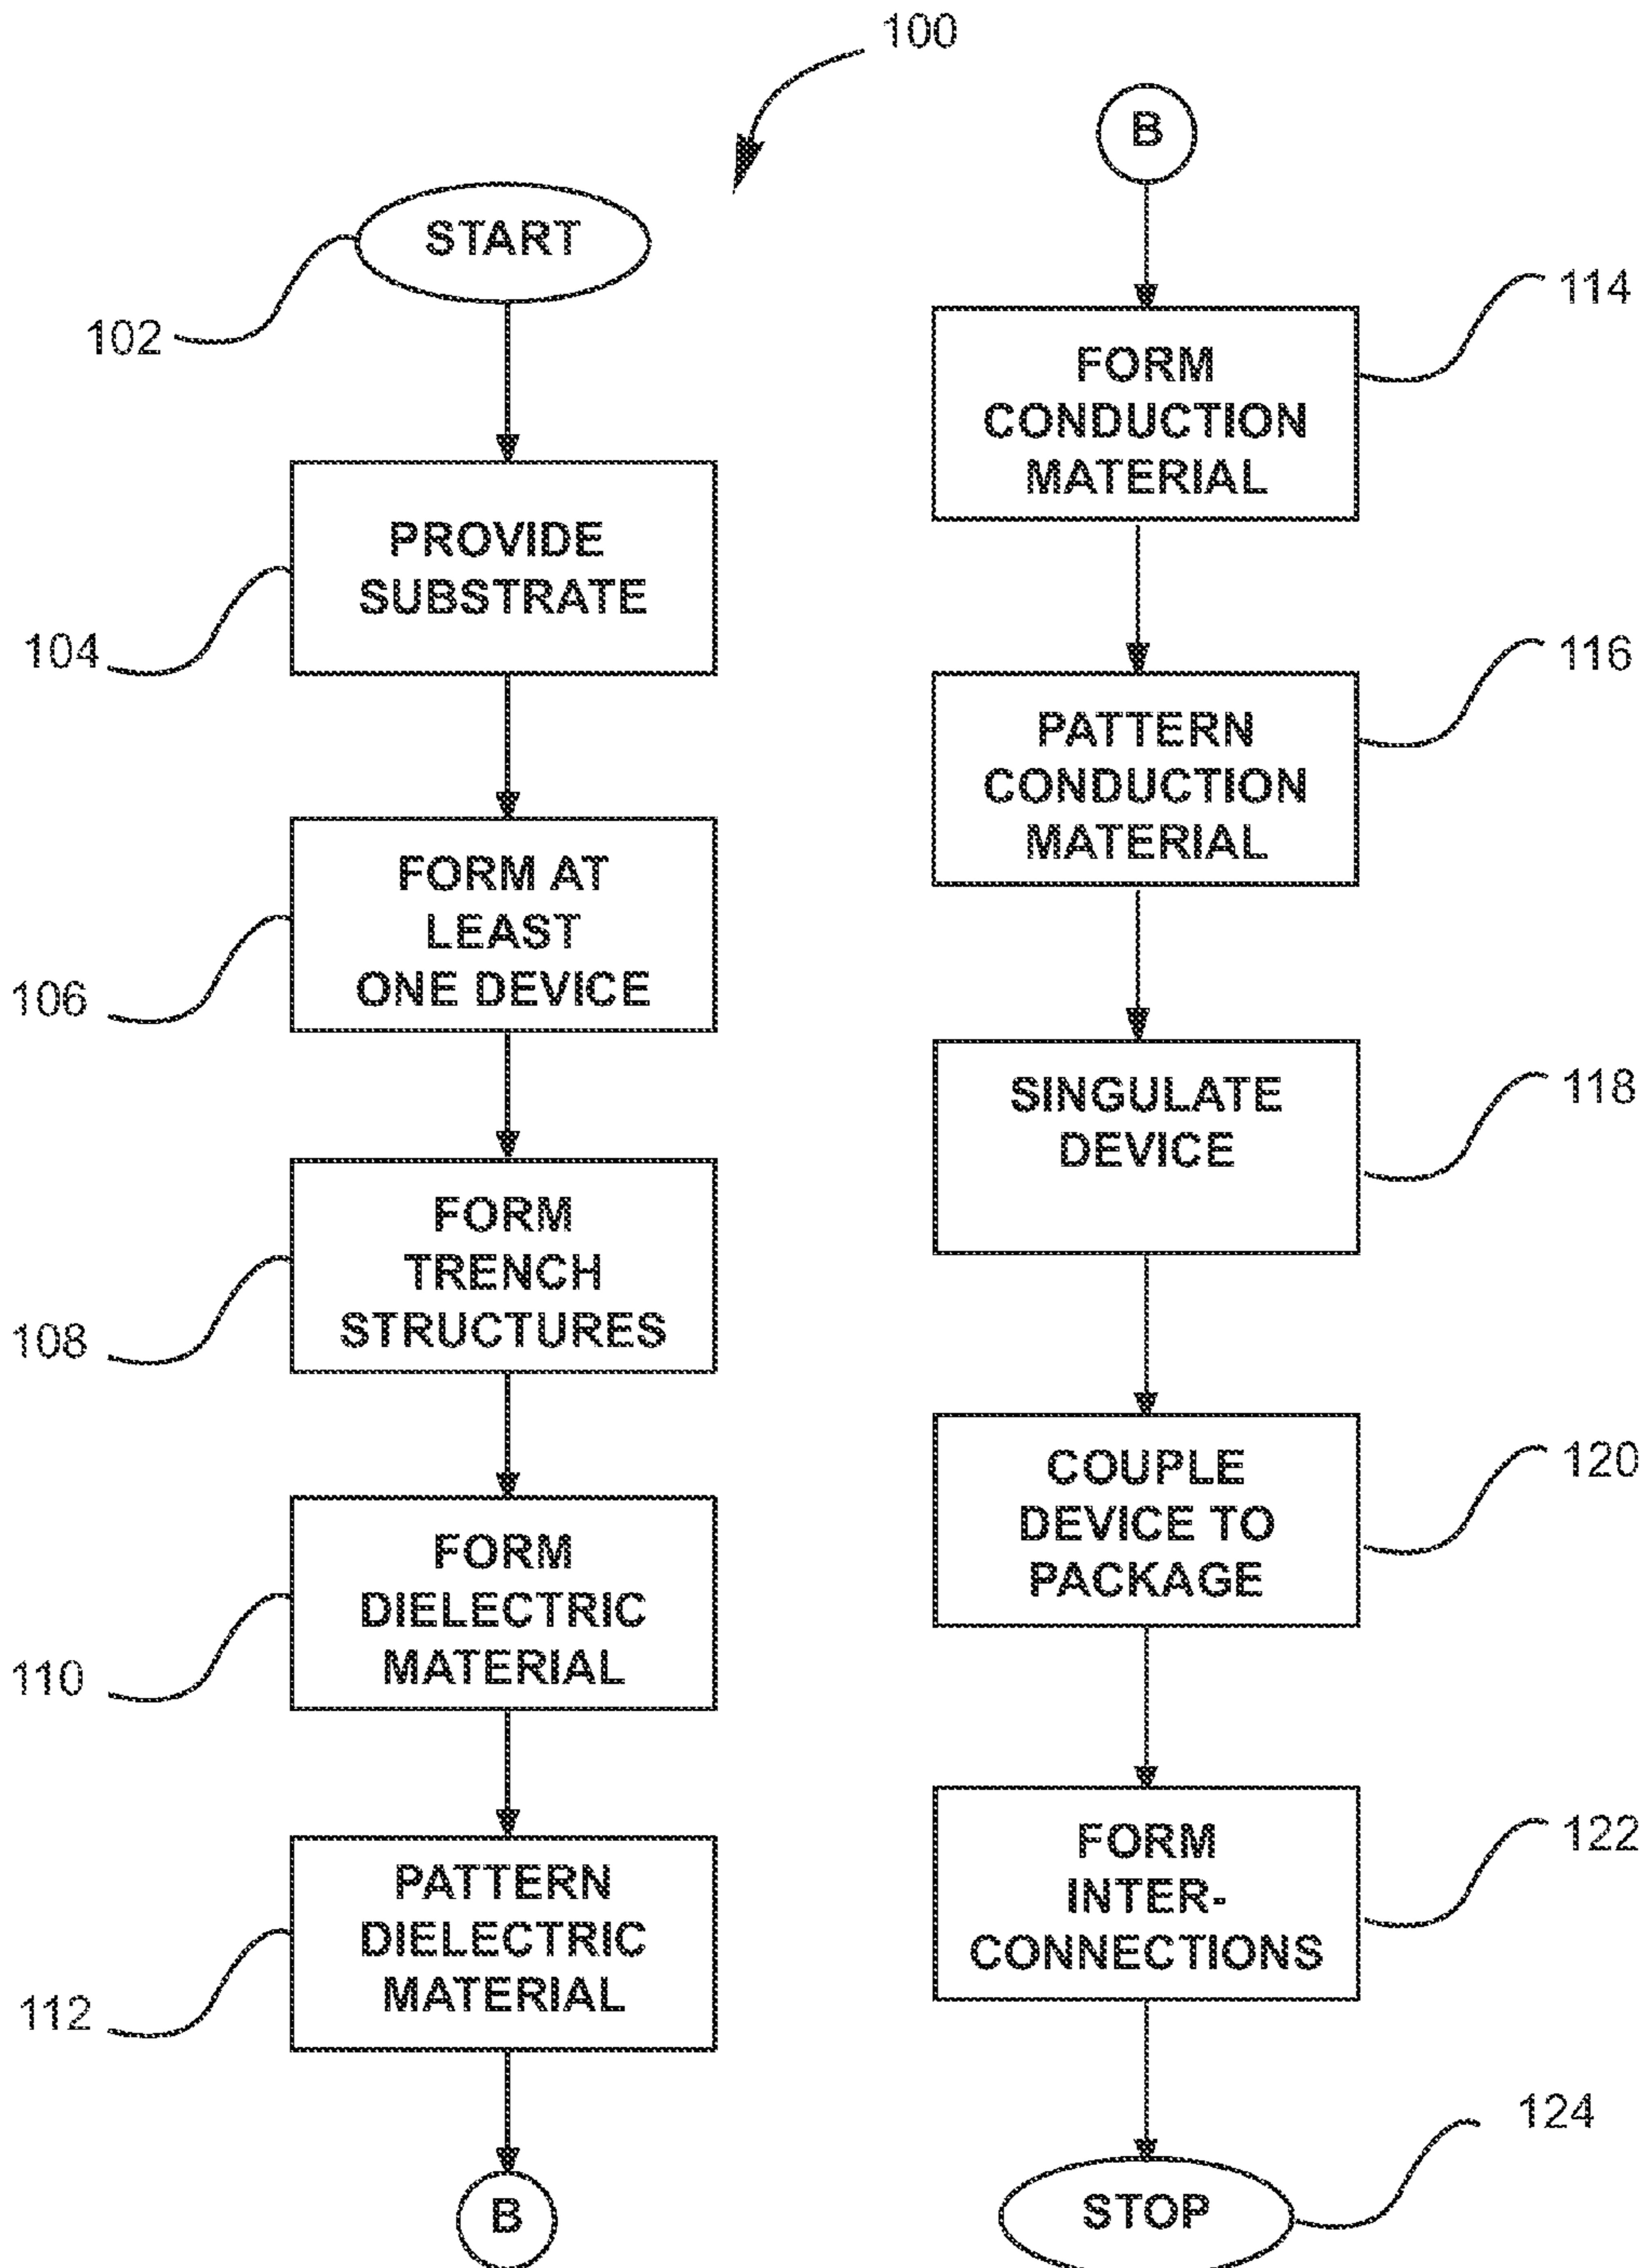 100
START
102
PROVIDE
SUBSTRATE
104
FORM AT
LEAST
ONE DEVICE
106
FORM
TRENCH
STRUCTURES
108
FORM
DIELECTRIC
MATERIAL
110
PATTERN
DIELECTRIC
MATERIAL
112
B
B
FORM
CONDUCTION
MATERIAL
114
PATTERN
CONDUCTION
MATERIAL
116
SINGULATE
DEVICE
118
COUPLE
DEVICE TO
PACKAGE
120
FORM
INTER-
CONNECTIONS
122
STOP
124